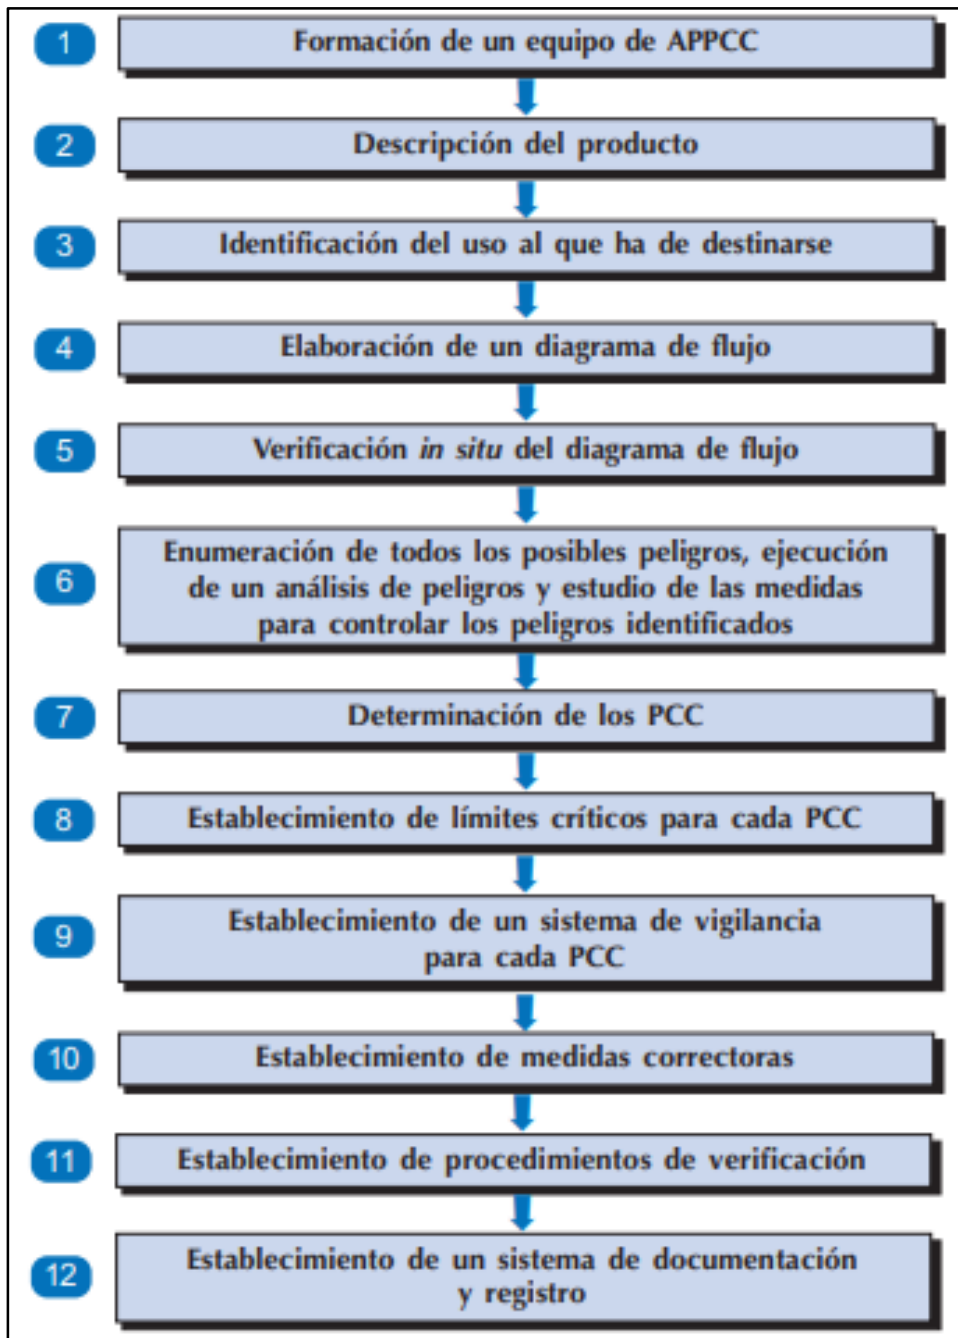 1
Formación de un equipo de APPCC
2
Descripción del producto
3
Identificación del uso al que ha de destinarse
4
Elaboración de un diagrama de flujo
5
Verificación in situ del diagrama de flujo
6
Enumeración de todos los posibles peligros, ejecución
de un análisis de peligros y estudio de las medidas
para controlar los peligros identificados
7
Determinación de los PCC
8
Establecimiento de límites críticos para cada PCC
9
Establecimiento de un sistema de vigilancia
para cada PCC
10
Establecimiento de medidas correctoras
11
Establecimiento de procedimientos de verificación
12
Establecimiento de un sistema de documentación
y registro